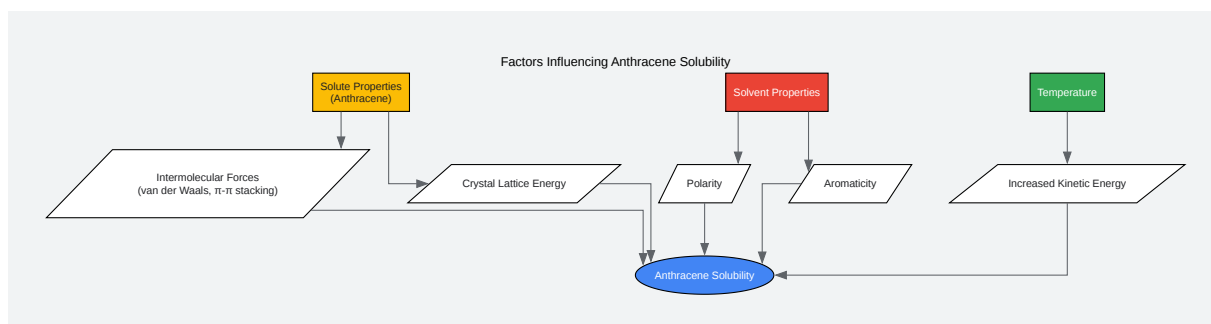 Factors Influencing Anthracene Solubility
Solute Properties
(Anthracene)
Solvent Properties
Temperature
Intermolecular Forces
(van der Waals, π-π stacking)
Crystal Lattice Energy
Polarity
Aromaticity
Increased Kinetic Energy
Anthracene Solubility